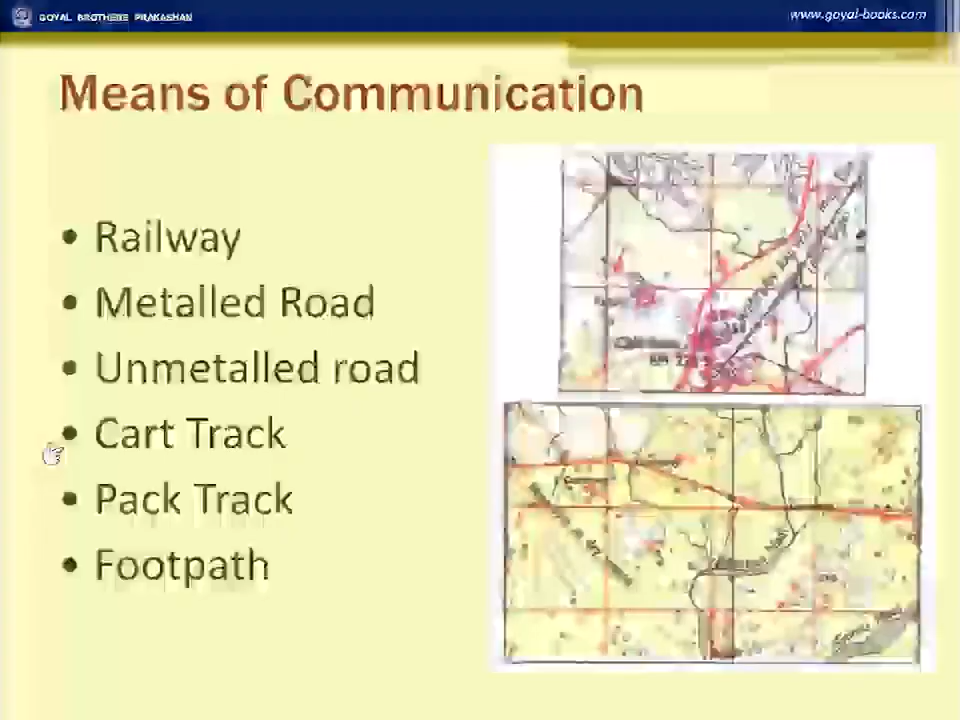 GOYAL BROTHERS PRAKASHAN
www.goyal-books.com
Means of Communication
• Railway
• Metalled Road
• Unmetalled road
• Cart Track
• Pack Track
• Footpath